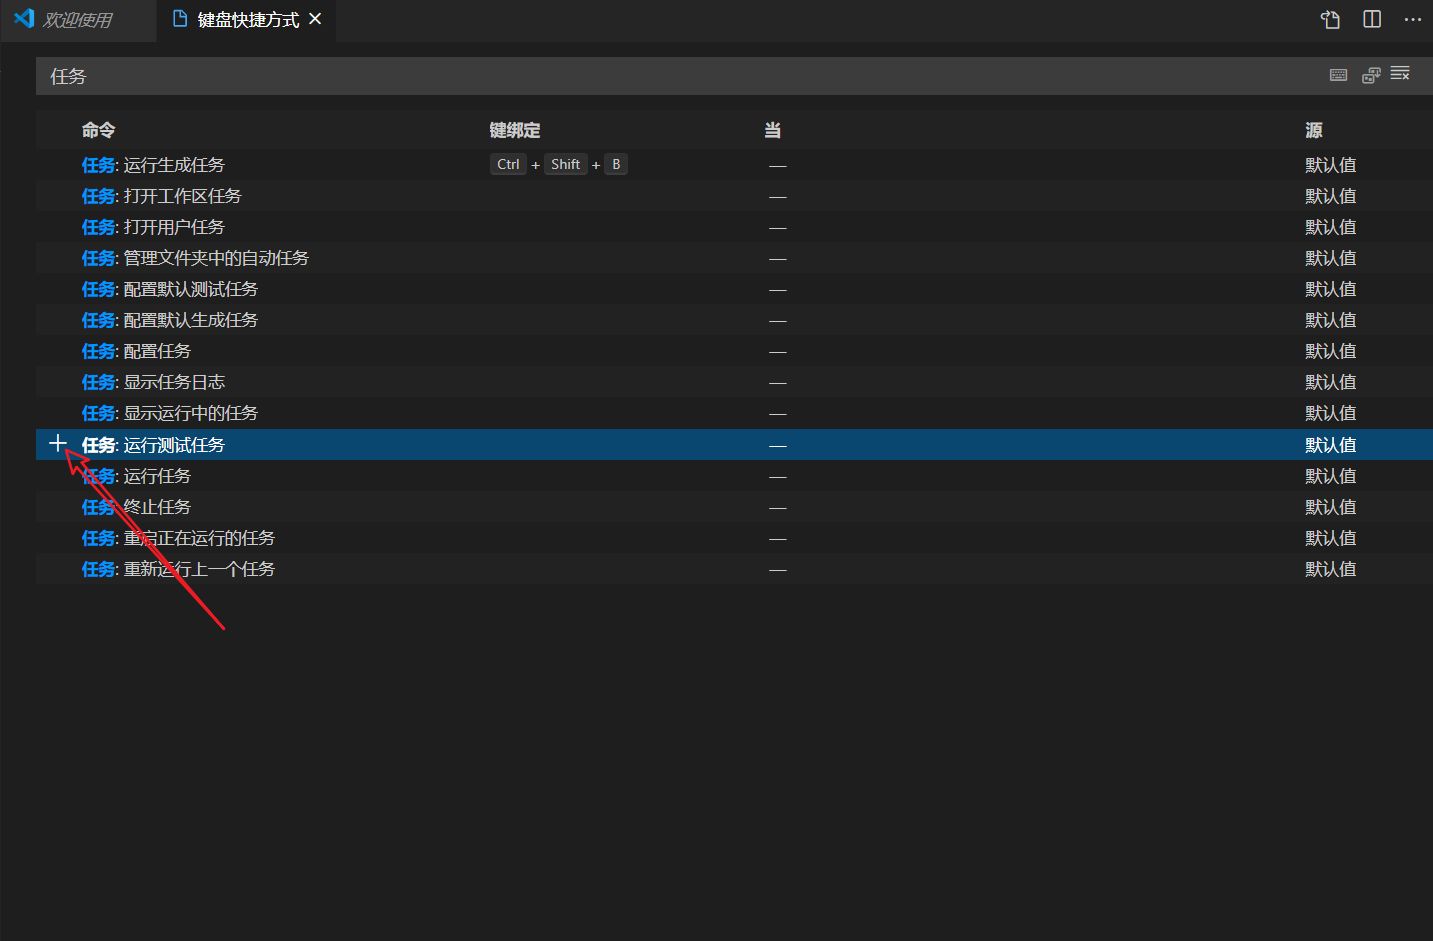 欢迎使用 键盘快捷方式
任务
命令 键绑定 当 源
任务: 运行生成任务 Ctrl + Shift + B — 默认值
任务: 打开工作区任务 — 默认值
任务: 打开用户任务 — 默认值
任务: 管理文件夹中的自动任务 — 默认值
任务: 配置默认测试任务 — 默认值
任务: 配置默认生成任务 — 默认值
任务: 配置任务 — 默认值
任务: 显示任务日志 — 默认值
任务: 显示运行中的任务 — 默认值
任务: 运行测试任务 — 默认值
任务: 运行任务 — 默认值
任务: 终止任务 — 默认值
任务: 重启正在运行的任务 — 默认值
任务: 重新运行上一个任务 — 默认值